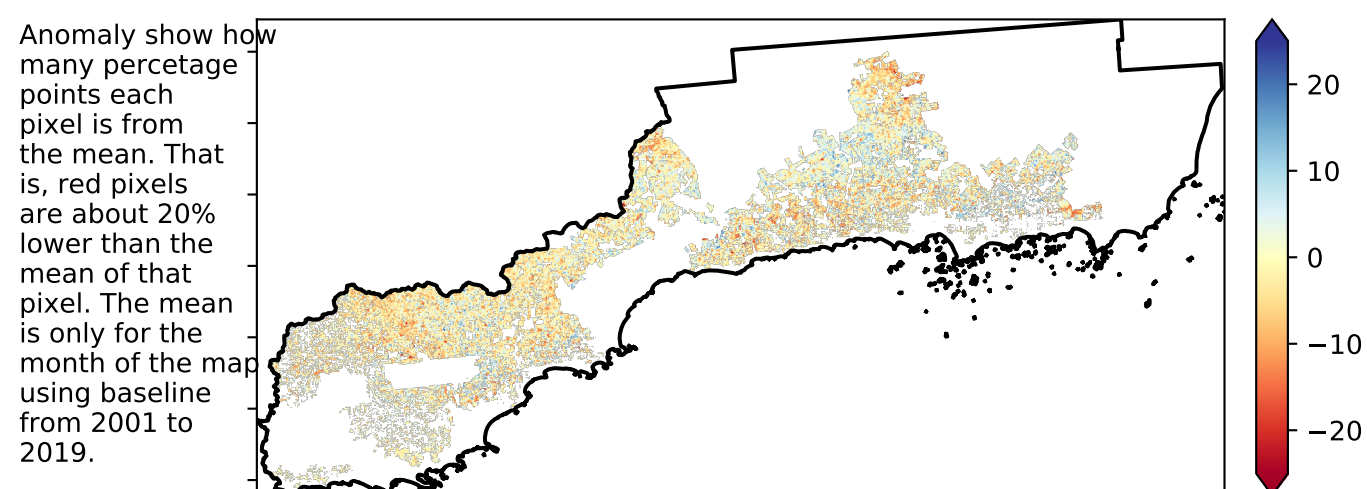 Anomaly show how
many percetage
points each
pixel is from
the mean. That
is, red pixels
are about 20%
lower than the
mean of that
pixel. The mean
is only for the
month of the map
using baseline
from 2001 to
2019.
20
10
0
−10
−20